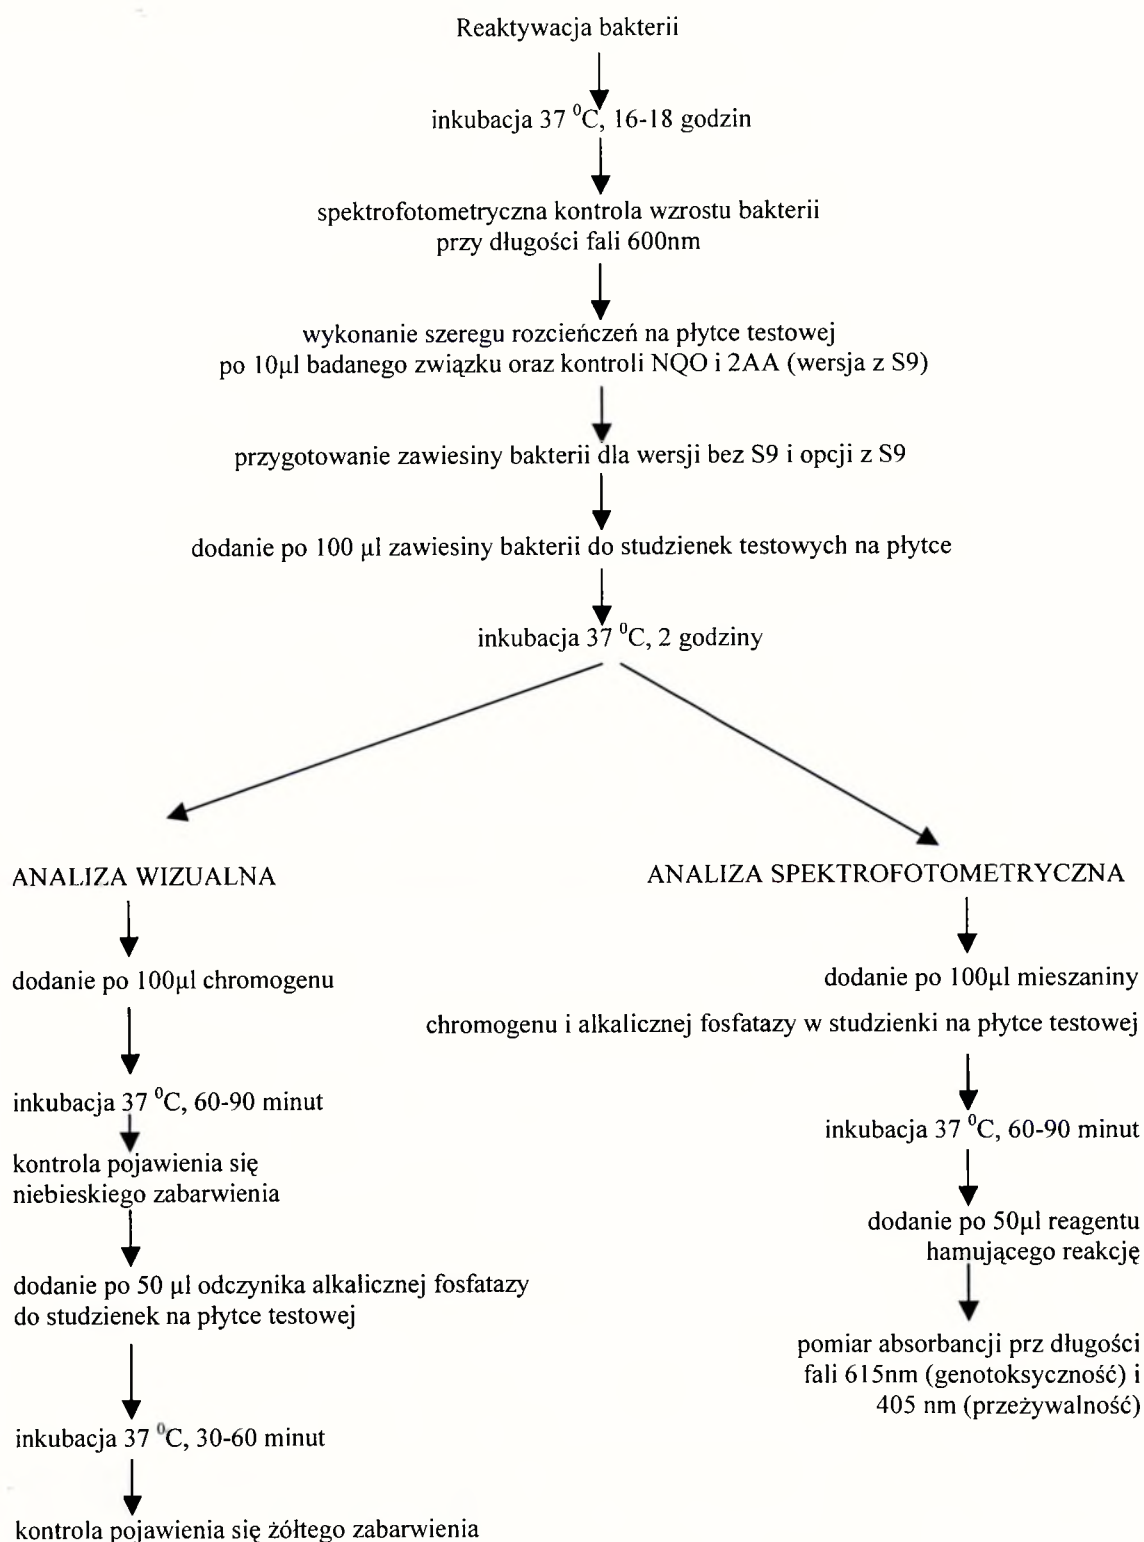 Reaktywacja bakterii
inkubacja 37 ⁰C, 16-18 godzin
spektrofotometryczna kontrola wzrostu bakterii
przy długości fali 600nm
wykonanie szeregu rozcieńczeń na płytce testowej
po 10µl badanego związku oraz kontroli NQO i 2AA (wersja z S9)
przygotowanie zawiesiny bakterii dla wersji bez S9 i opcji z S9
dodanie po 100 µl zawiesiny bakterii do studzienek testowych na płytce
inkubacja 37 ⁰C, 2 godziny
ANALIZA WIZUALNA
dodanie po 100µl chromogenu
inkubacja 37 ⁰C, 60-90 minut
kontrola pojawienia się
niebieskiego zabarwienia
dodanie po 50 µl odczynika alkalicznej fosfatazy
do studzienek na płytce testowej
inkubacja 37 ⁰C, 30-60 minut
kontrola pojawienia się żółtego zabarwienia
ANALIZA SPEKTROFOTOMETRYCZNA
dodanie po 100µl mieszaniny
chromogenu i alkalicznej fosfatazy w studzienki na płytce testowej
inkubacja 37 ⁰C, 60-90 minut
dodanie po 50µl reagentu
hamującego reakcję
pomiar absorbancji prz długości
fali 615nm (genotoksyczność) i
405 nm (przeżywalność)